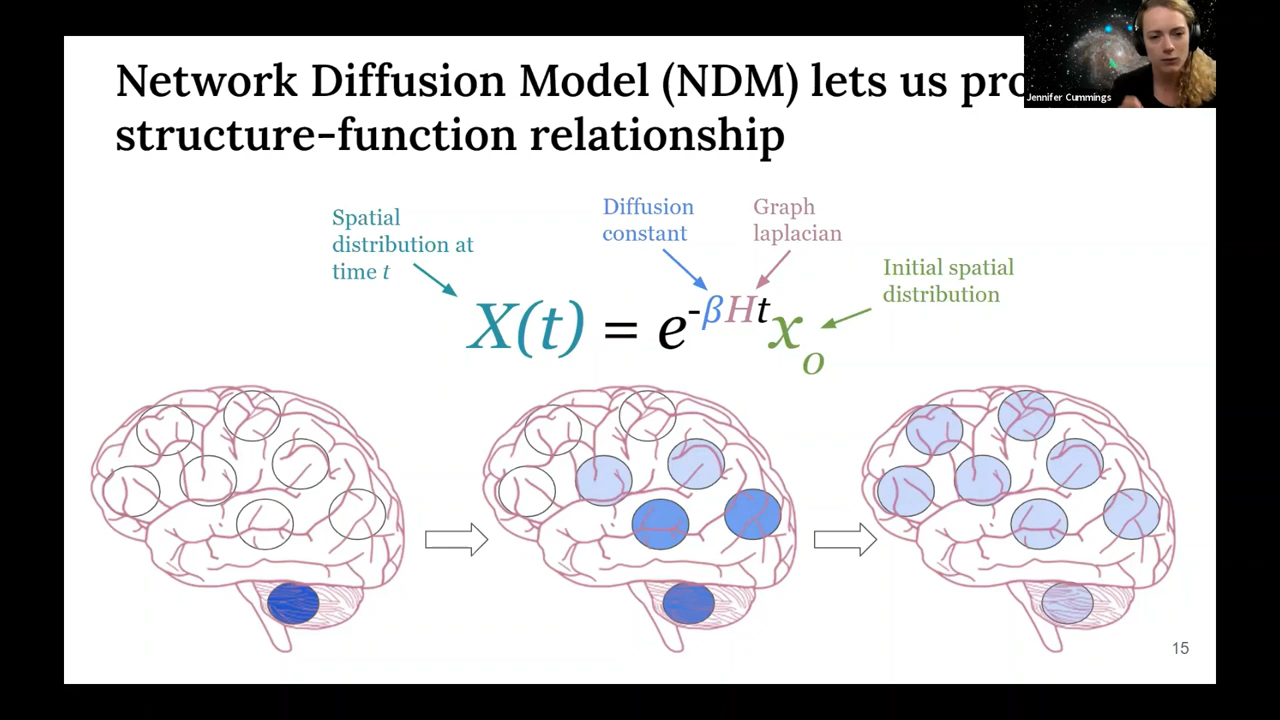 Network Diffusion Model (NDM) lets us
structure-function relationship
Jennifer Cummings
Spatial
distribution at
time t
Diffusion
constant
Graph
laplacian
Initial spatial
distribution
X(t) = e^{-βHt}x_0
15